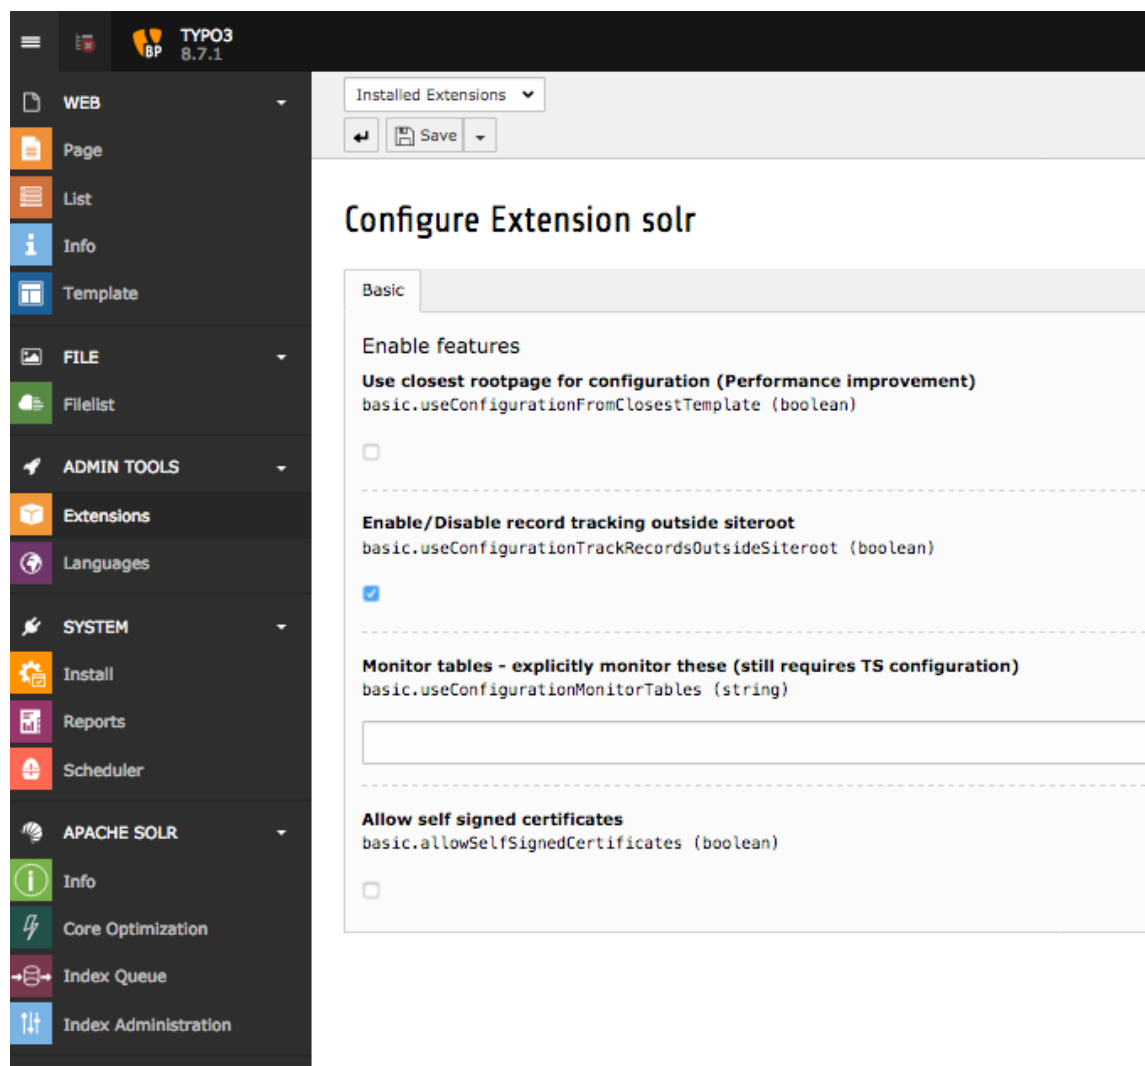 BP
TYPO3
8.7.1
WEB
Page
List
Info
Template
FILE
Filelist
ADMIN TOOLS
Extensions
Languages
SYSTEM
Install
Reports
Scheduler
APACHE SOLR
Info
Core Optimization
Index Queue
Index Administration
Installed Extensions
Save
Configure Extension solr
Basic
Enable features
Use closest rootpage for configuration (Performance improvement)
basic.useConfigurationFromClosestTemplate (boolean)
Enable/Disable record tracking outside siteroot
basic.useConfigurationTrackRecordsOutsideSiteroot (boolean)
Monitor tables - explicitly monitor these (still requires TS configuration)
basic.useConfigurationMonitorTables (string)
Allow self signed certificates
basic.allowSelfSignedCertificates (boolean)